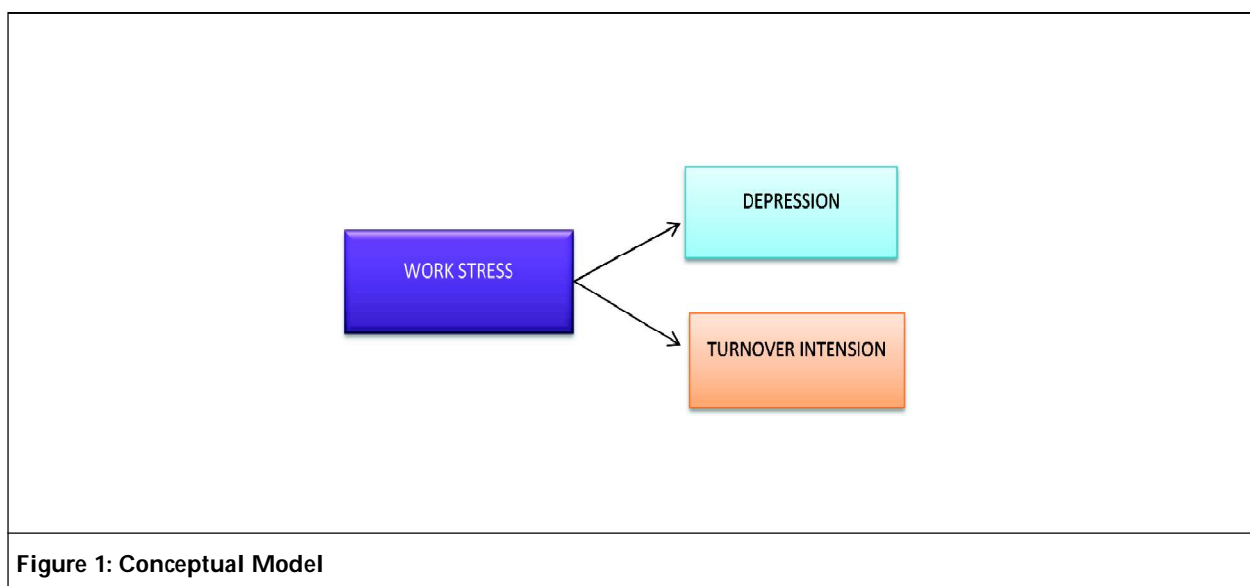 DEPRESSION
WORK STRESS
TURNOVER INTENSION
Figure 1: Conceptual Model